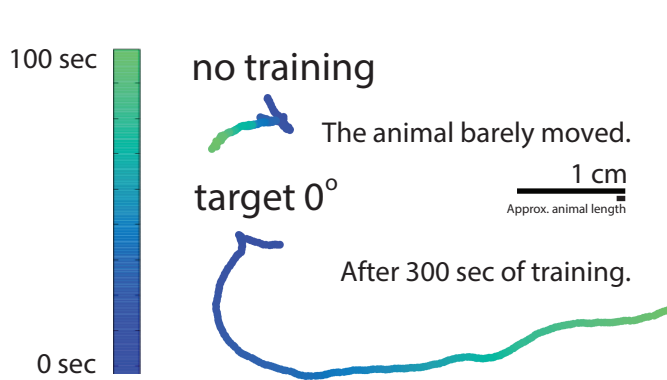 100 sec
no training
The animal barely moved.
1 cm
Approx. animal length
target 0°
After 300 sec of training.
0 sec